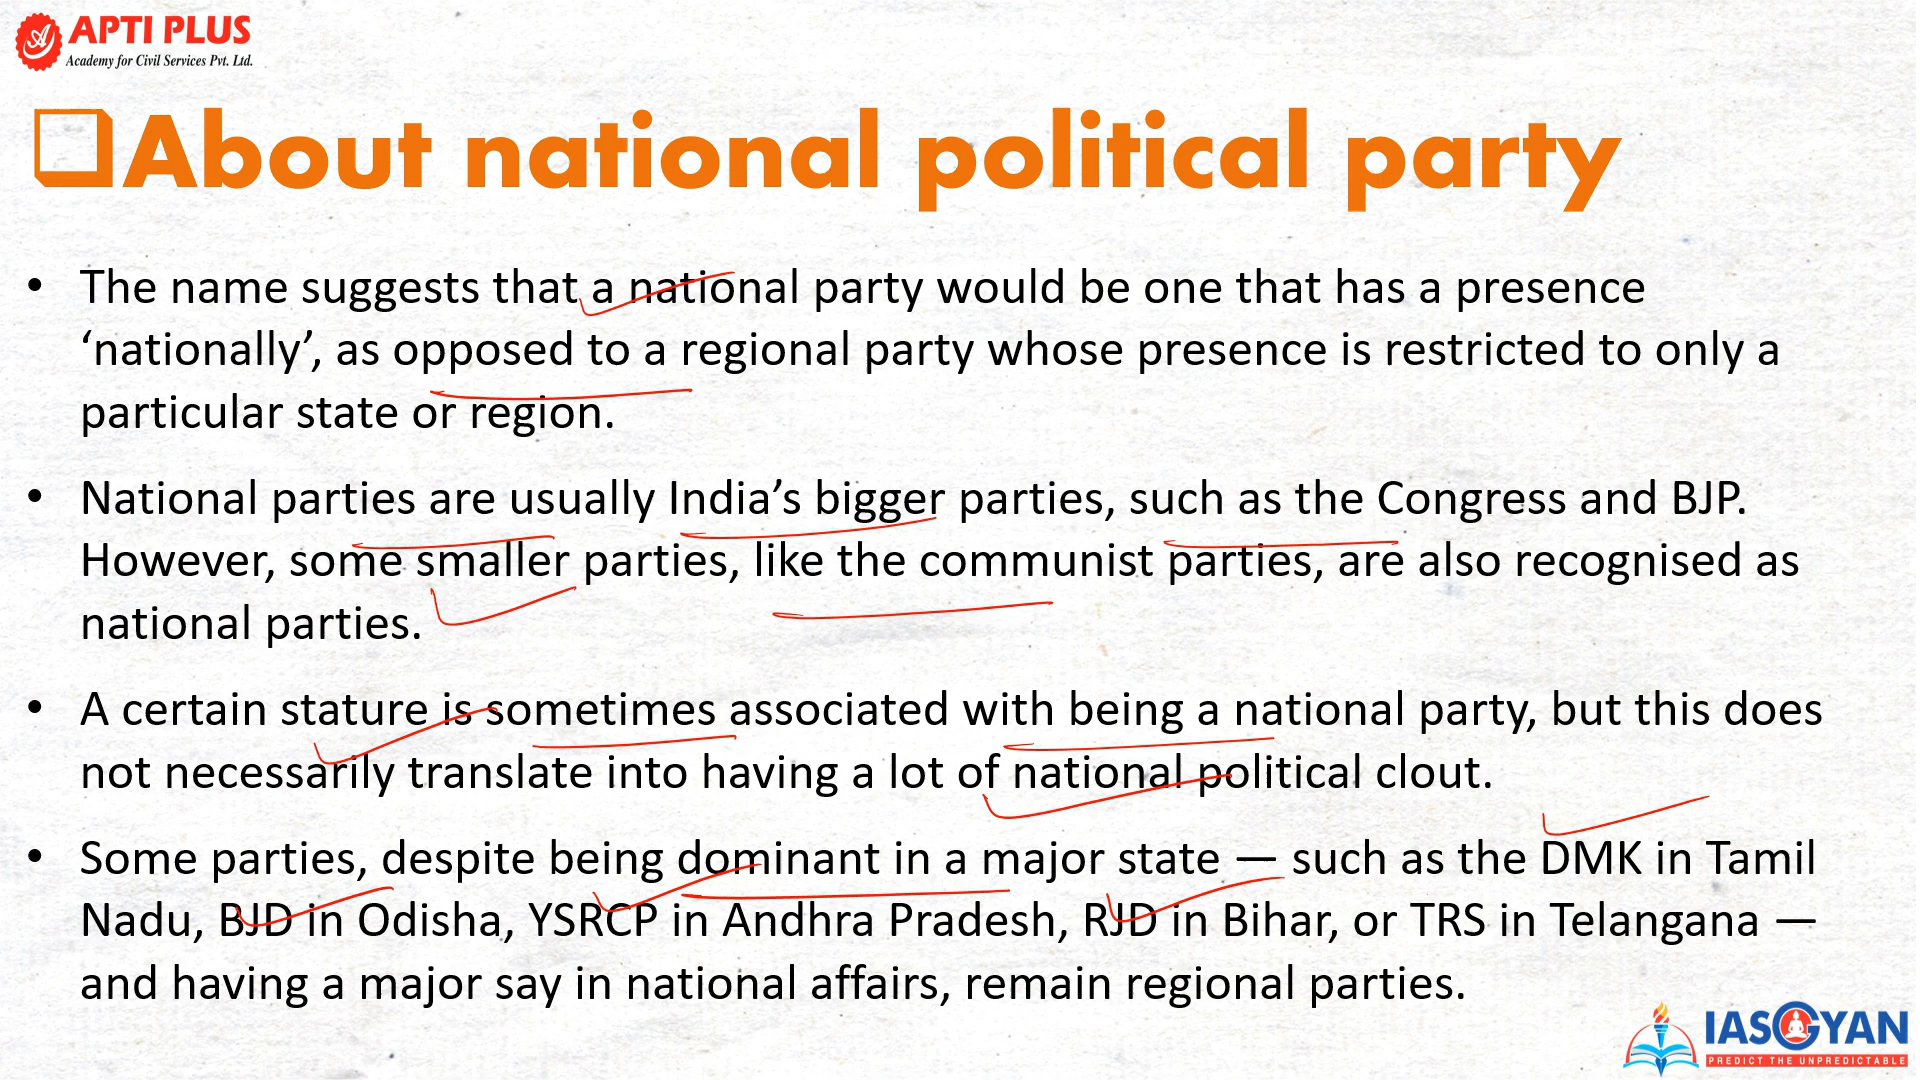 APTI PLUS
Academy for Civil Services Pvt. Ltd.
About national political party
• The name suggests that a national party would be one that has a presence
‘nationally’, as opposed to a regional party whose presence is restricted to only a
particular state or region.
• National parties are usually India’s bigger parties, such as the Congress and BJP.
However, some smaller parties, like the communist parties, are also recognised as
national parties.
• A certain stature is sometimes associated with being a national party, but this does
not necessarily translate into having a lot of national political clout.
• Some parties, despite being dominant in a major state — such as the DMK in Tamil
Nadu, BJD in Odisha, YSRCP in Andhra Pradesh, RJD in Bihar, or TRS in Telangana —
and having a major say in national affairs, remain regional parties.
IASGYAN
PREDICT THE UNPREDICTABLE